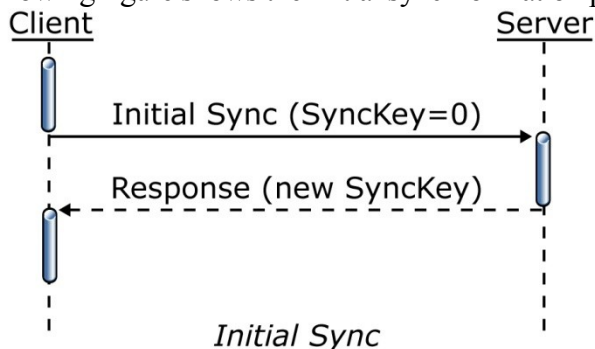 Client
Server
Initial Sync (SyncKey=0)
Response (new SyncKey)
Initial Sync